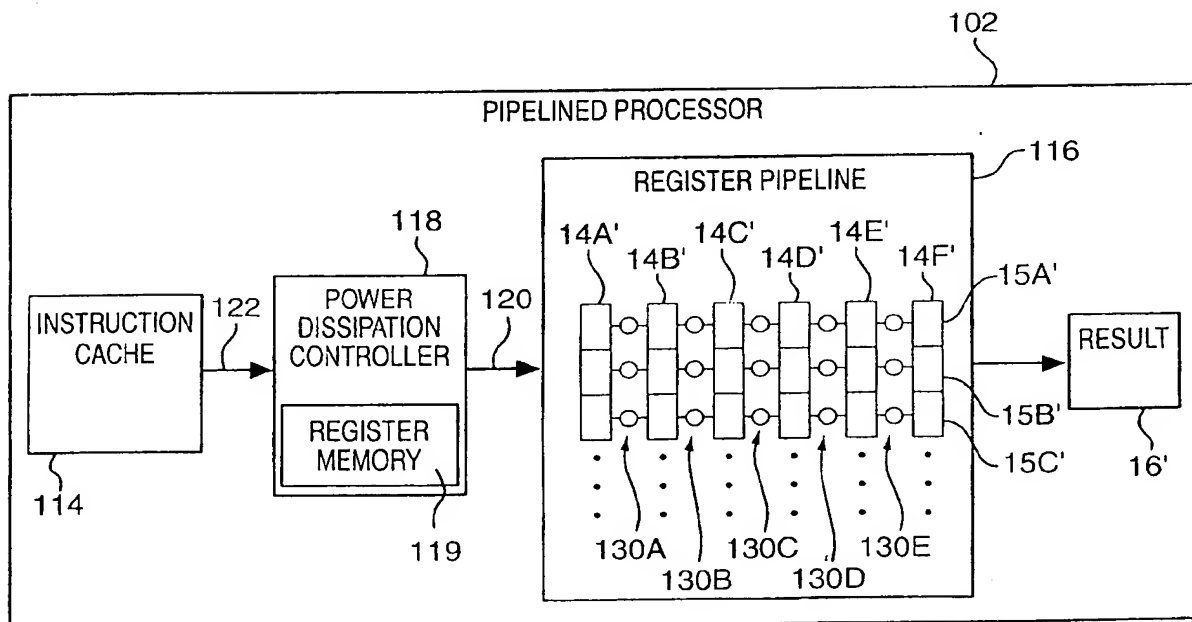 102
PIPELINED PROCESSOR
116
REGISTER PIPELINE
118
14A'
14B'
14C'
14D'
14E'
14F'
15A'
INSTRUCTION
CACHE
122
POWER
DISSIPATION
CONTROLLER
120
RESULT
REGISTER
MEMORY
15B'
15C'
16'
114
119
130A
130B
130C
130D
130E